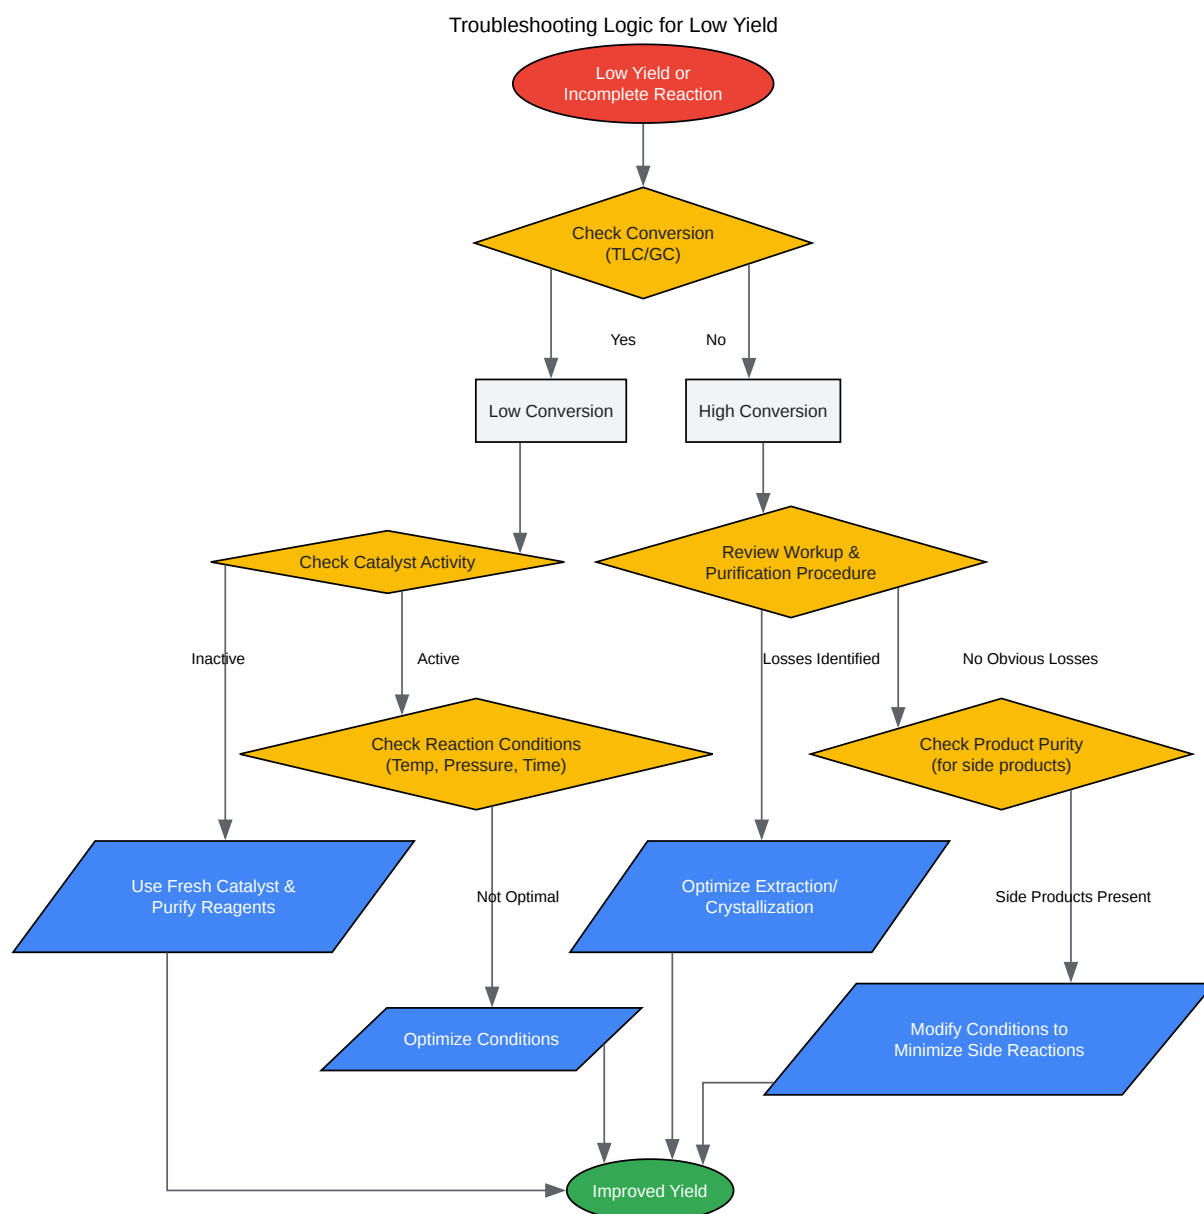 Troubleshooting Logic for Low Yield
Low Yield or
Incomplete Reaction
Check Conversion
(TLC/GC)
Yes
No
Low Conversion
High Conversion
Check Catalyst Activity
Review Workup &
Purification Procedure
Inactive
Active
Losses Identified
No Obvious Losses
Check Reaction Conditions
(Temp, Pressure, Time)
Check Product Purity
(for side products)
Use Fresh Catalyst &
Purify Reagents
Not Optimal
Optimize Extraction/
Crystallization
Side Products Present
Optimize Conditions
Modify Conditions to
Minimize Side Reactions
Improved Yield